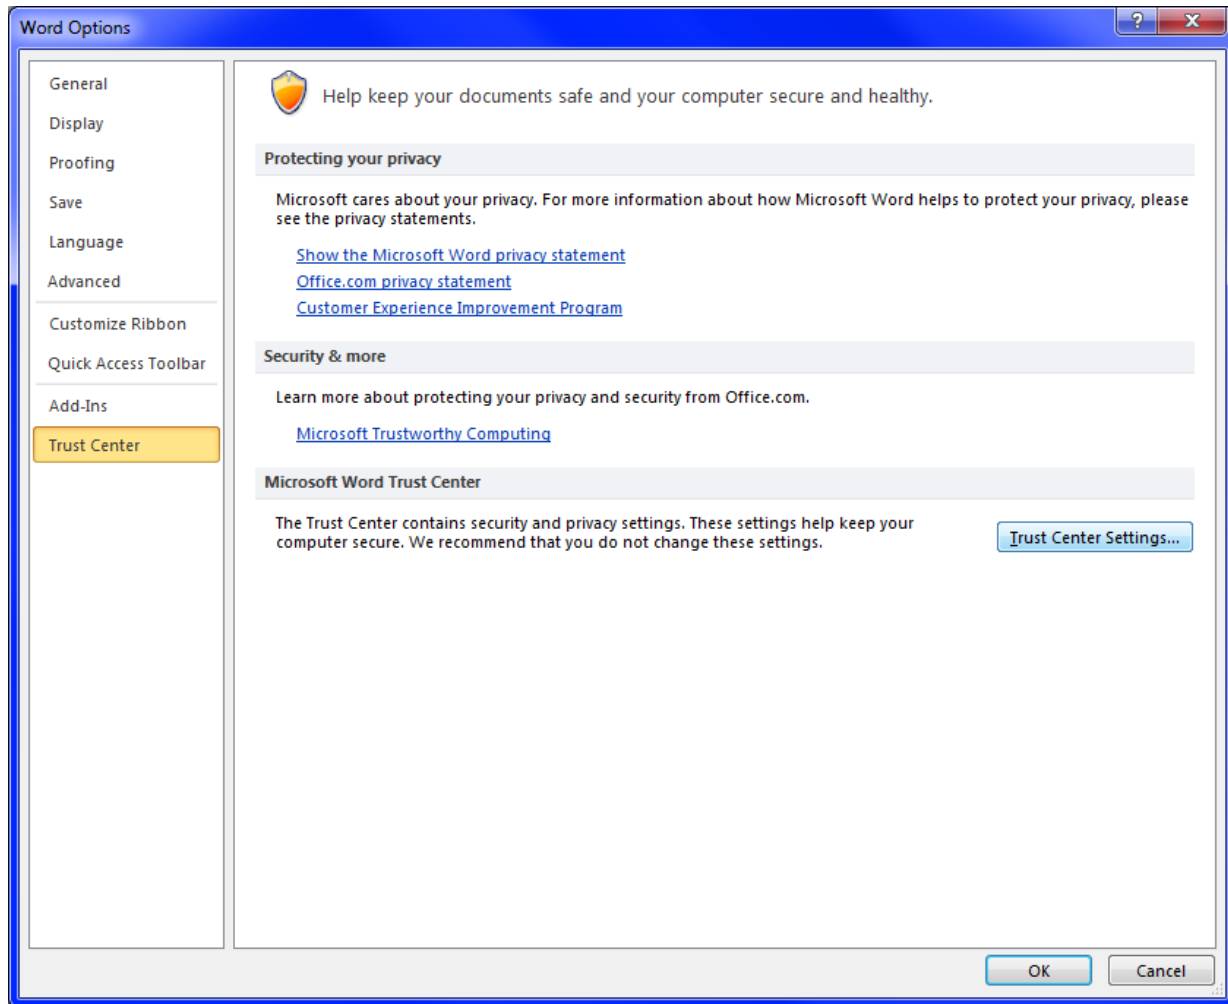 Word Options
?
X
General
Display
Proofing
Save
Language
Advanced
Customize Ribbon
Quick Access Toolbar
Add-Ins
Trust Center
Help keep your documents safe and your computer secure and healthy.
Protecting your privacy
Microsoft cares about your privacy. For more information about how Microsoft Word helps to protect your privacy, please
see the privacy statements.
Show the Microsoft Word privacy statement
Office.com privacy statement
Customer Experience Improvement Program
Security & more
Learn more about protecting your privacy and security from Office.com.
Microsoft Trustworthy Computing
Microsoft Word Trust Center
The Trust Center contains security and privacy settings. These settings help keep your
computer secure. We recommend that you do not change these settings.
Trust Center Settings...
OK
Cancel